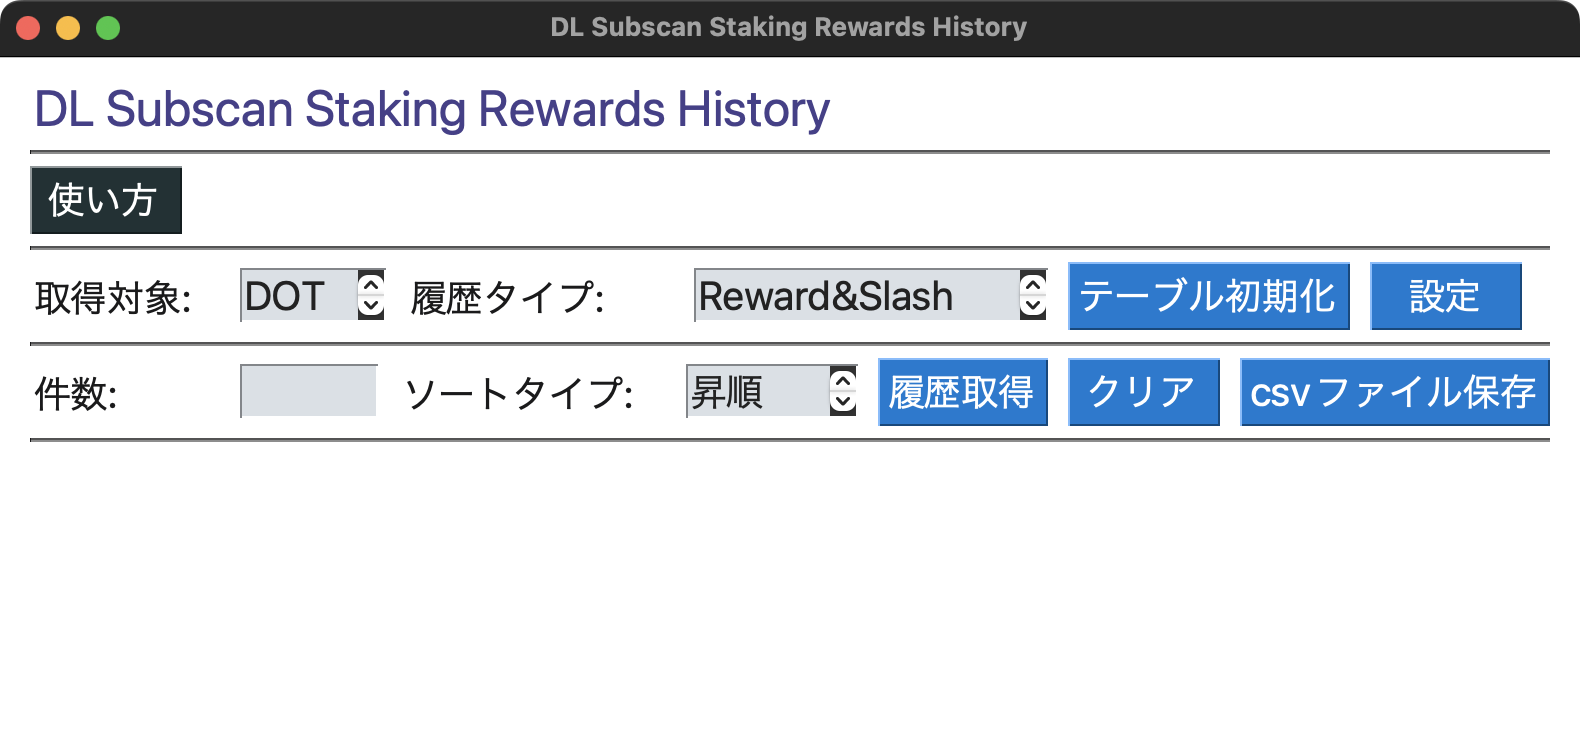 DL Subscan Staking Rewards History
DL Subscan Staking Rewards History
使い方
取得対象: DOT 履歴タイプ: Reward&Slash テーブル初期化 設定
件数: ソートタイプ: 昇順 履歴取得 クリア csvファイル保存